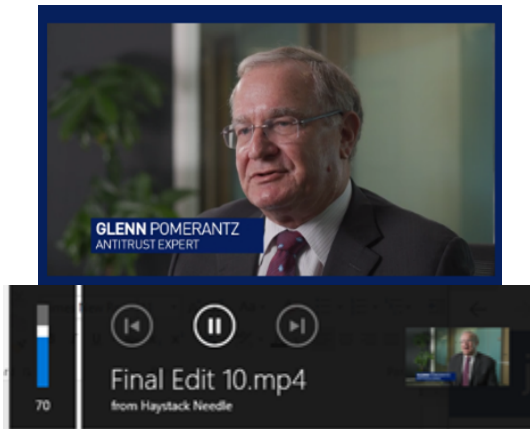 GLENN POMERANTZ
ANTITRUST EXPERT
70
Final Edit 10.mp4
from Haystack Needle